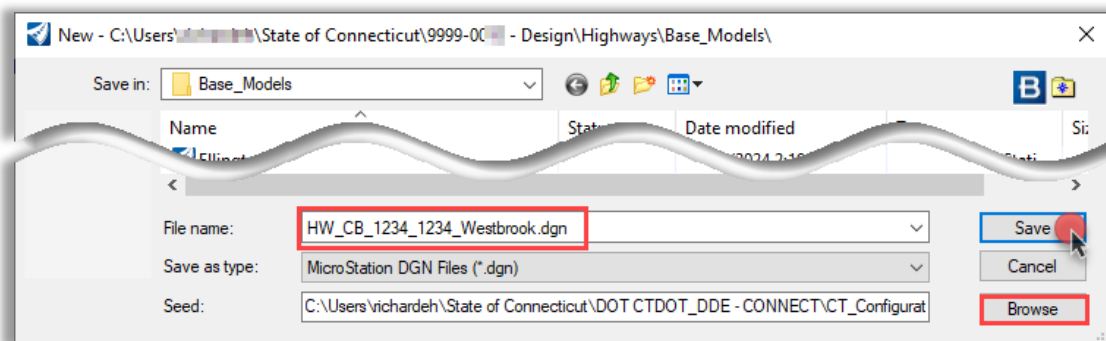 New - C:\Users\ \State of Connecticut\9999-00 - Design\Highways\Base_Models\
Save in: Base_Models
Name Date modified
File name: HW_CB_1234_1234_Westbrook.dgn Save
Save as type: MicroStation DGN Files (*.dgn) Cancel
Seed: C:\Users\richardeh\State of Connecticut\DOT CTDOT_DDE - CONNECT\CT_Configurat Browse